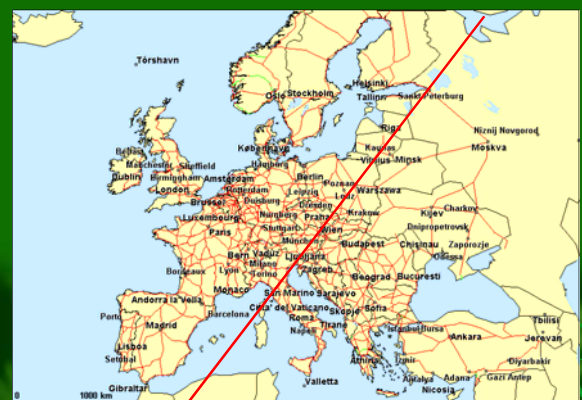 Tórshavn
Helsinki
Oslo Stockholm
Tallinn Sankt Peterburg
Riga
Niznij Novgorod
København
Kaunas
Moskva
Belfast
Vilnius Minsk
Manchester Sheffield
Hamburg
Dublin Birmingham Amsterdam
Berlin
London
Rotterdam
Poznan
Warszawa
Brussel
Duisburg
Leipzig
Lodz
Dresden
Luxembourg
Nürnberg
Praha
Krakow
Kijev
Charkov
Paris
Stuttgart
Wien
Dnipropetrovsk
München
Budapest
Chisinau
Zaporozje
Bern
Vaduz
Ljubljana
Odessa
Bordeaux
Lyon
Milano
Zagreb
Torino
Beograd
Bucuresti
Monaco
San Marino
Sarajevo
Andorra la Vella
Citta' del Vaticano
Sofia
Porto
Barcelona
Roma
Skopje
Tbilisi
Madrid
Napoli
Tirane
Istanbul
Bursa
Ankara
Jerevan
Lisboa
Setobal
Athina
Izmir
Diyarbakir
Valletta
Antalya
Adana
Gazi Antep
Gibraltar
Nicosia
0
1000 km